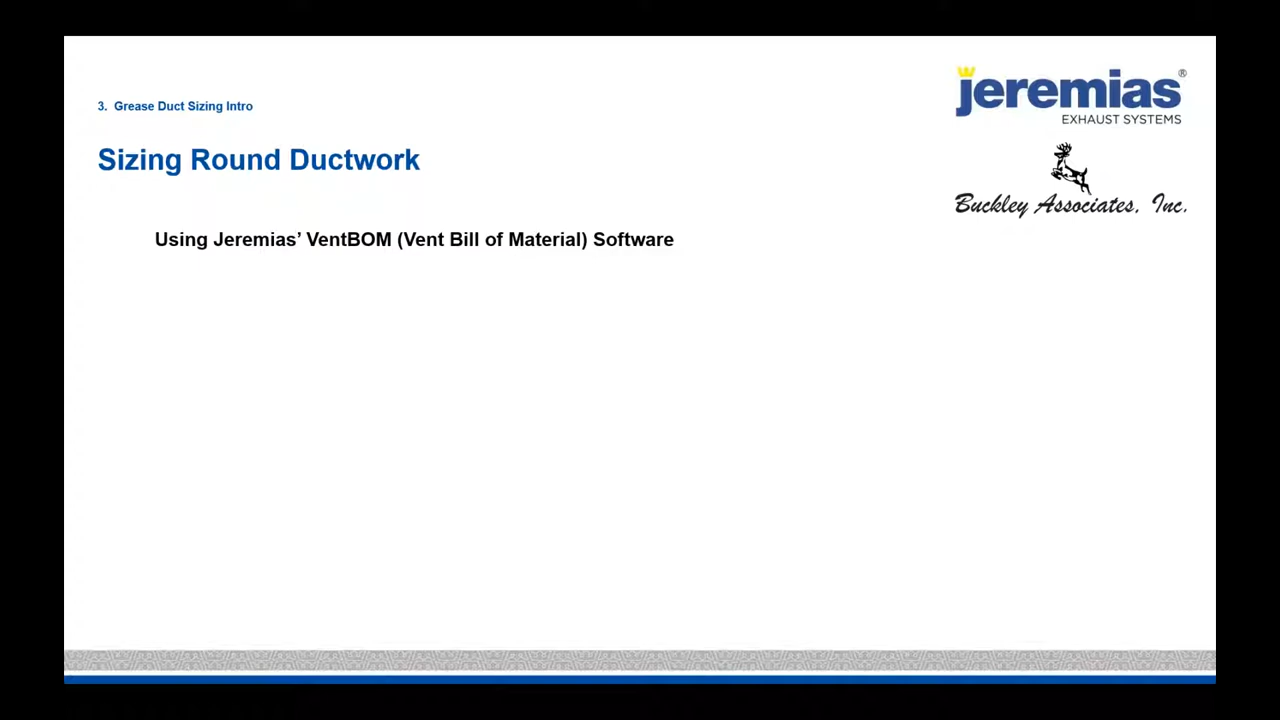 3. Grease Duct Sizing Intro
Sizing Round Ductwork
jeremias®
EXHAUST SYSTEMS
Buckley Associates, Inc.
Using Jeremias’ VentBOM (Vent Bill of Material) Software